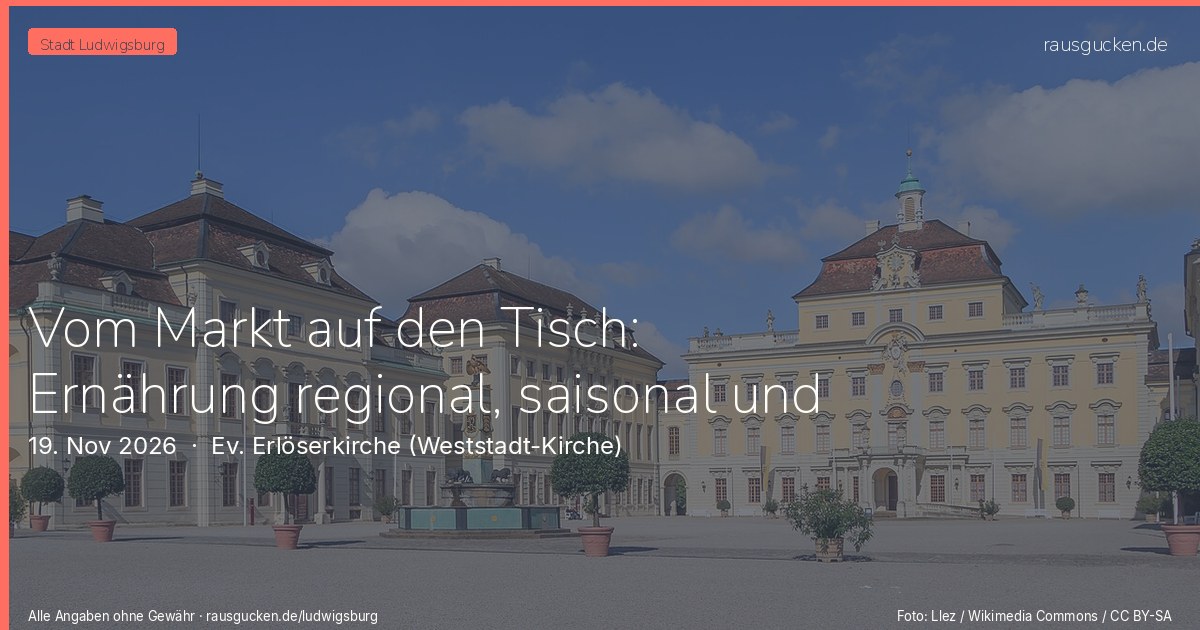 Stadt Ludwigsburg
rausgucken.de
Vom Markt auf den Tisch:
Ernährung regional, saisonal und
19. Nov 2026 · Ev. Erlöserkirche (Weststadt-Kirche)
Alle Angaben ohne Gewähr · rausgucken.de/ludwigsburg
Foto: Llez / Wikimedia Commons / CC BY-SA